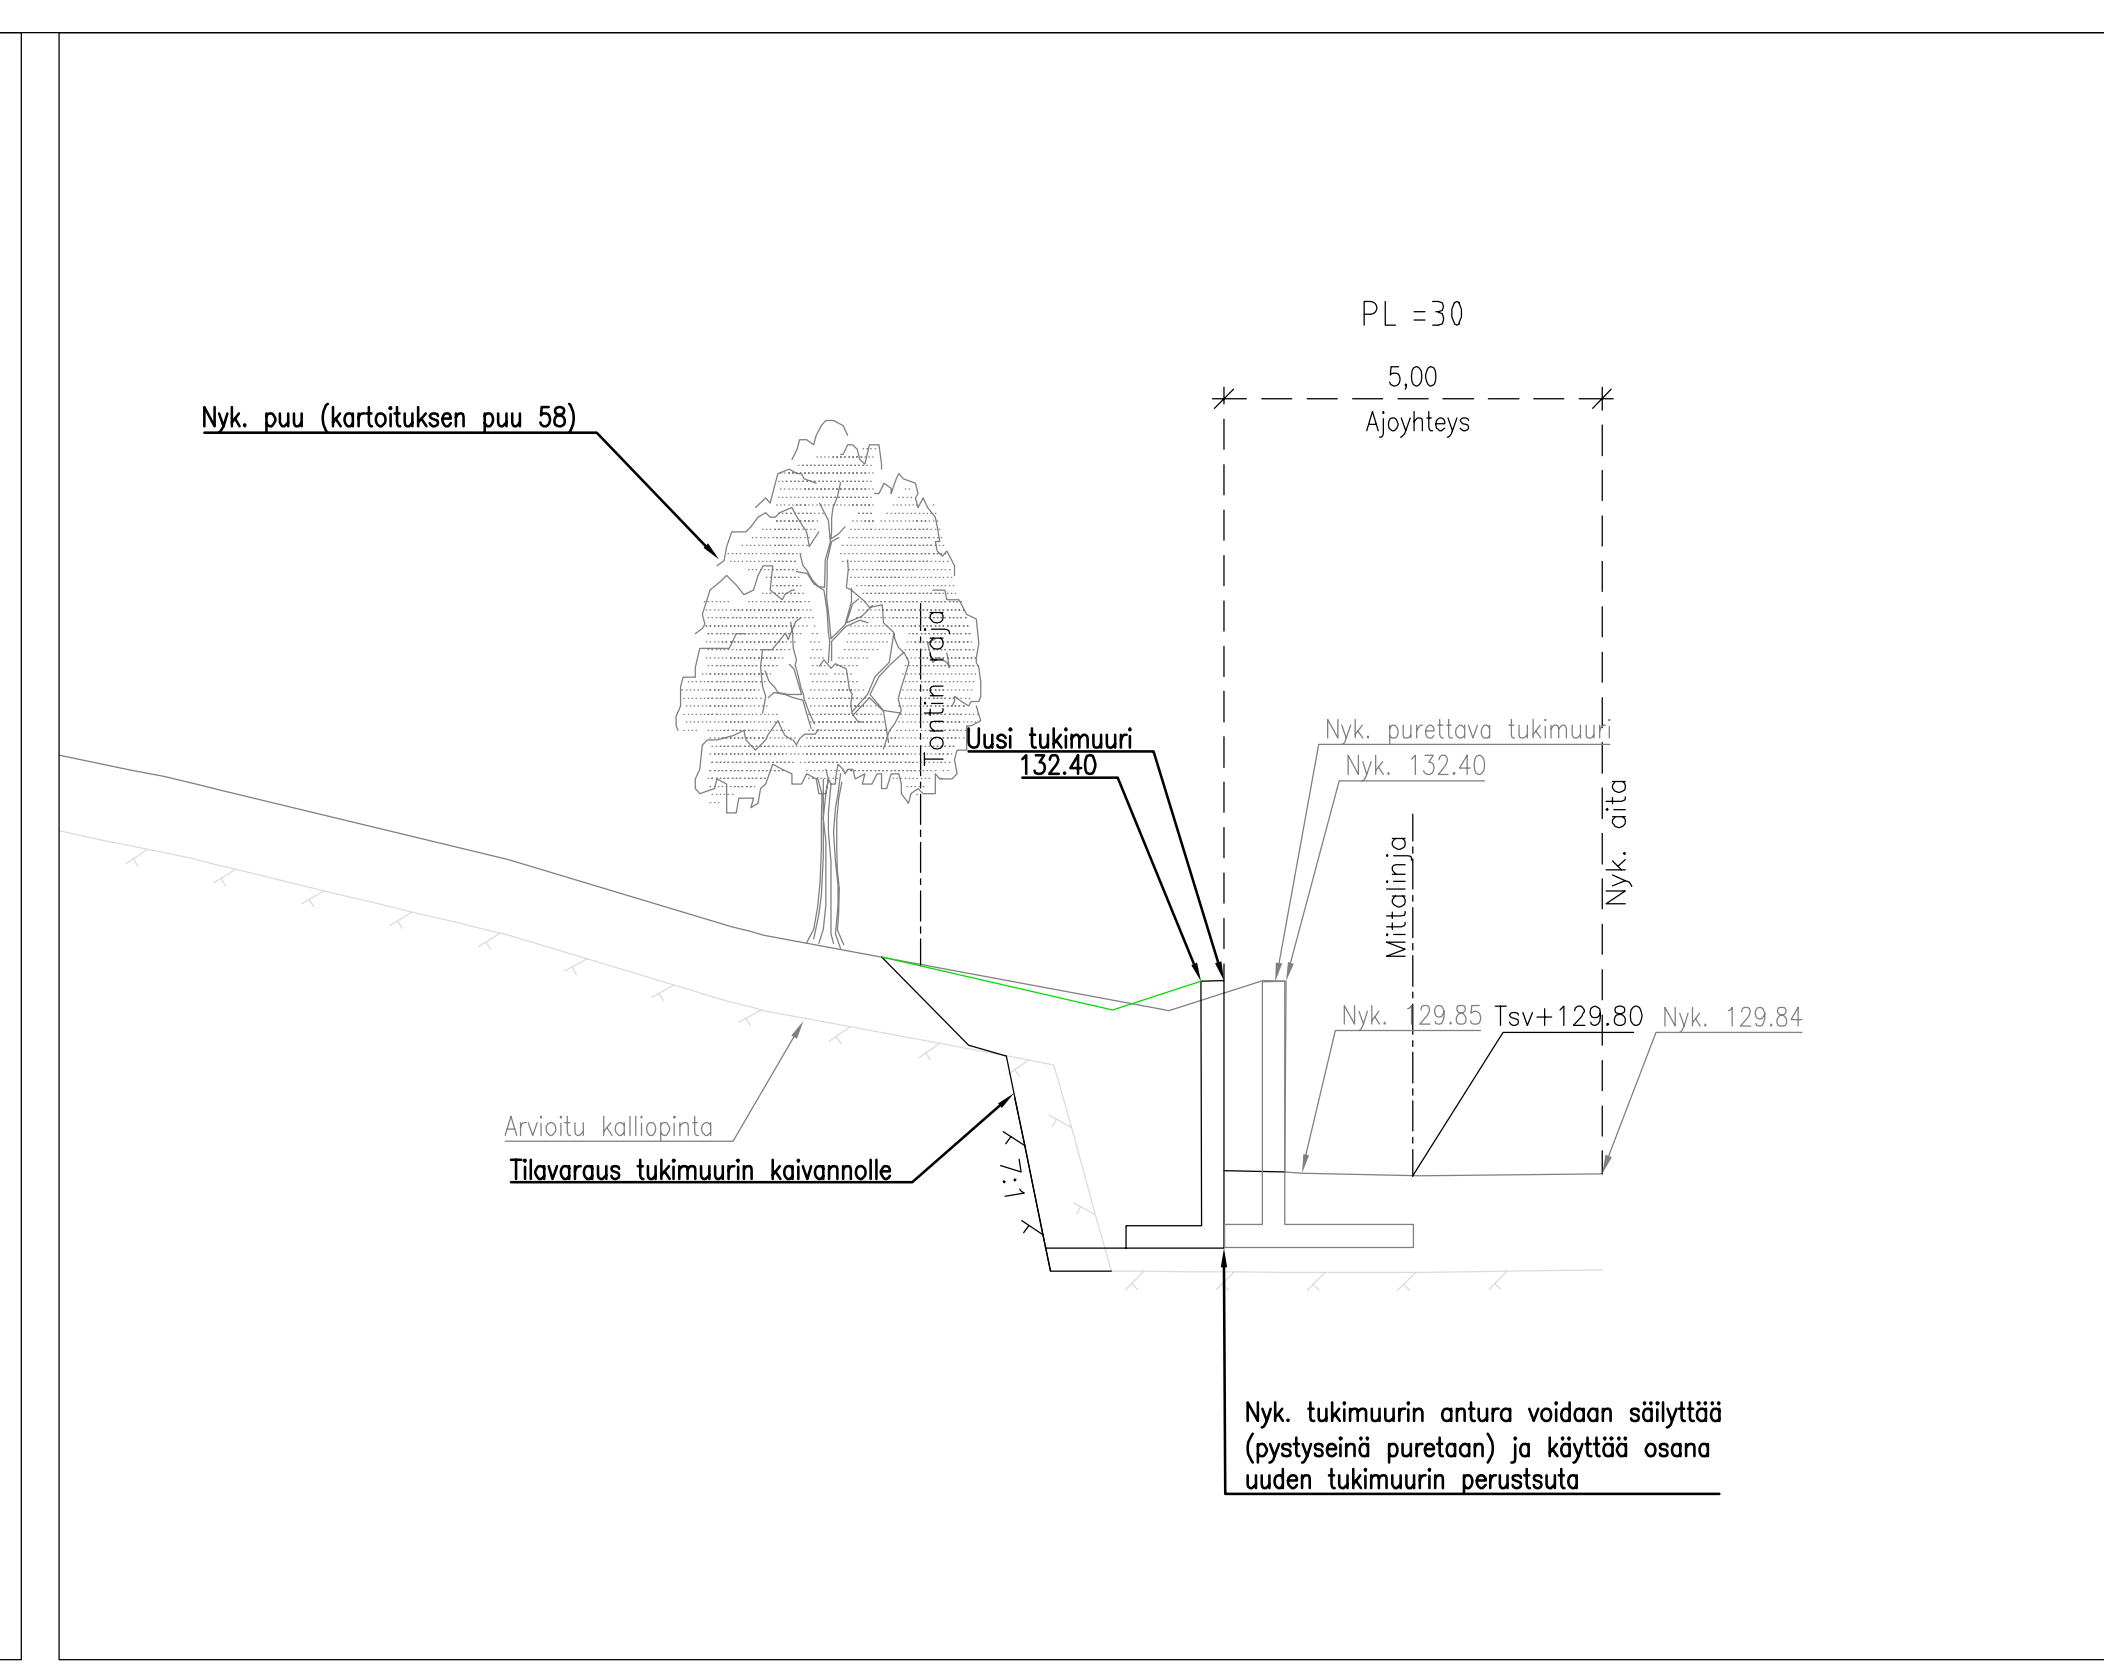 PL =30
5,00
Ajoyhteys
Nyk. puu (kartoituksen puu 58)
Tontin raja
Uusi tukimuuri
132.40
Nyk. purettava tukimuuri
Nyk. 132.40
Nyk. aita
Mittalinja
Nyk. 129.85
Tsv+129.80
Nyk. 129.84
Arvioitu kalliopinta
Tilavaraus tukimuurin kaivannolle
7:1
Nyk. tukimuurin antura voidaan säilyttää
(pystyseinä puretaan) ja käyttää osana
uuden tukimuurin perustsuta